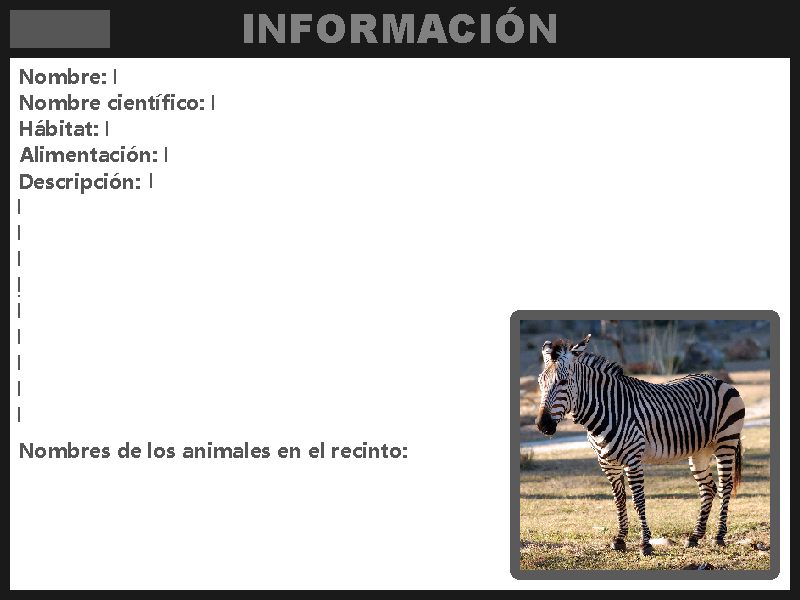 INFORMACIÓN
Nombre: |
Nombre científico: |
Hábitat: |
Alimentación: |
Descripción: |
|
|
|
¡
|
|
|
|
|
Nombres de los animales en el recinto: